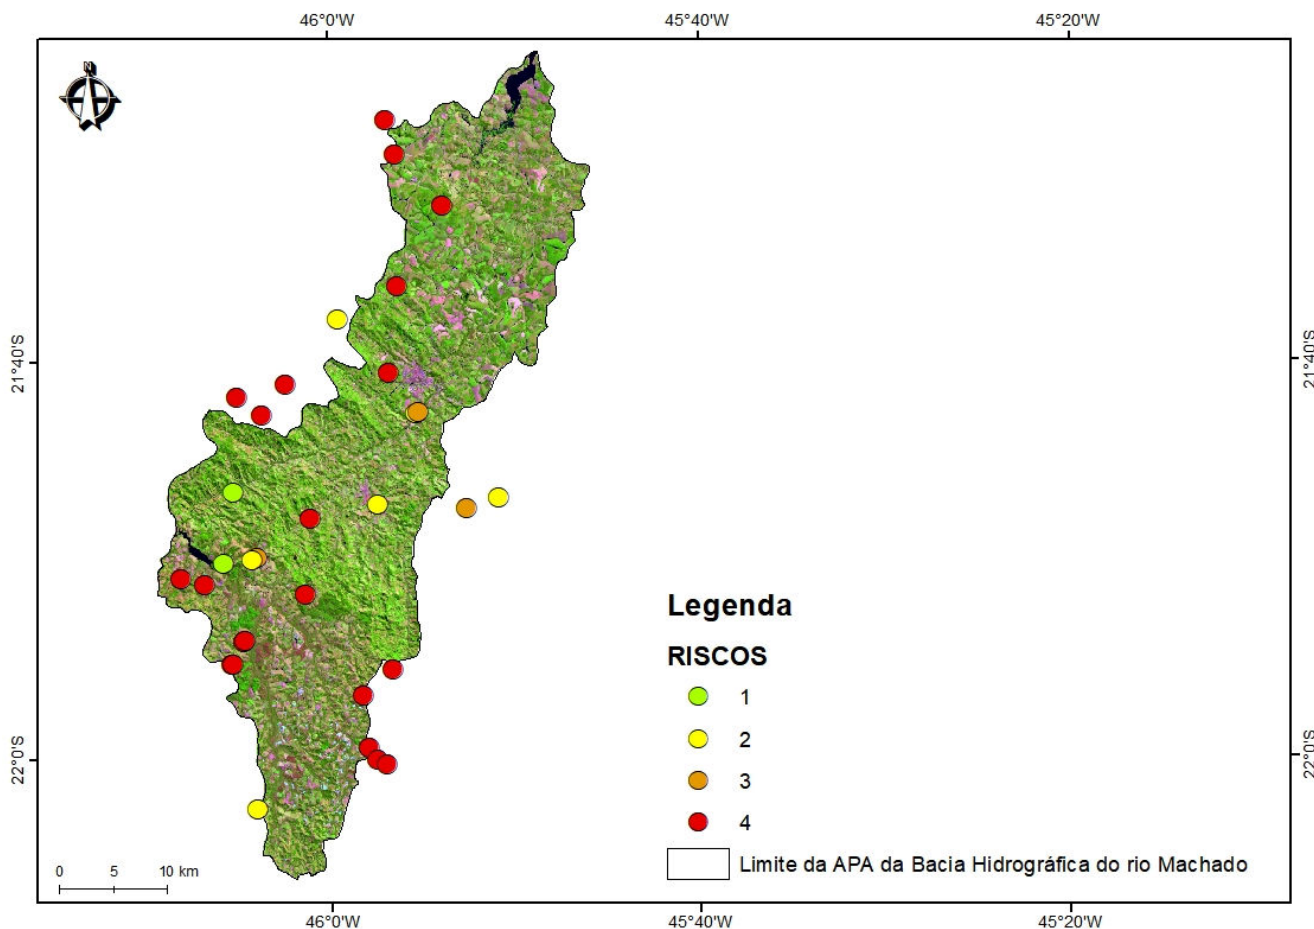 46°0'W 45°40'W 45°20'W
N
21°40'S 21°40'S
Legenda
RISCOS
1
2
3
4
Limite da APA da Bacia Hidrográfica do rio Machado
22°0'S 22°0'S
0 5 10 km
46°0'W 45°40'W 45°20'W